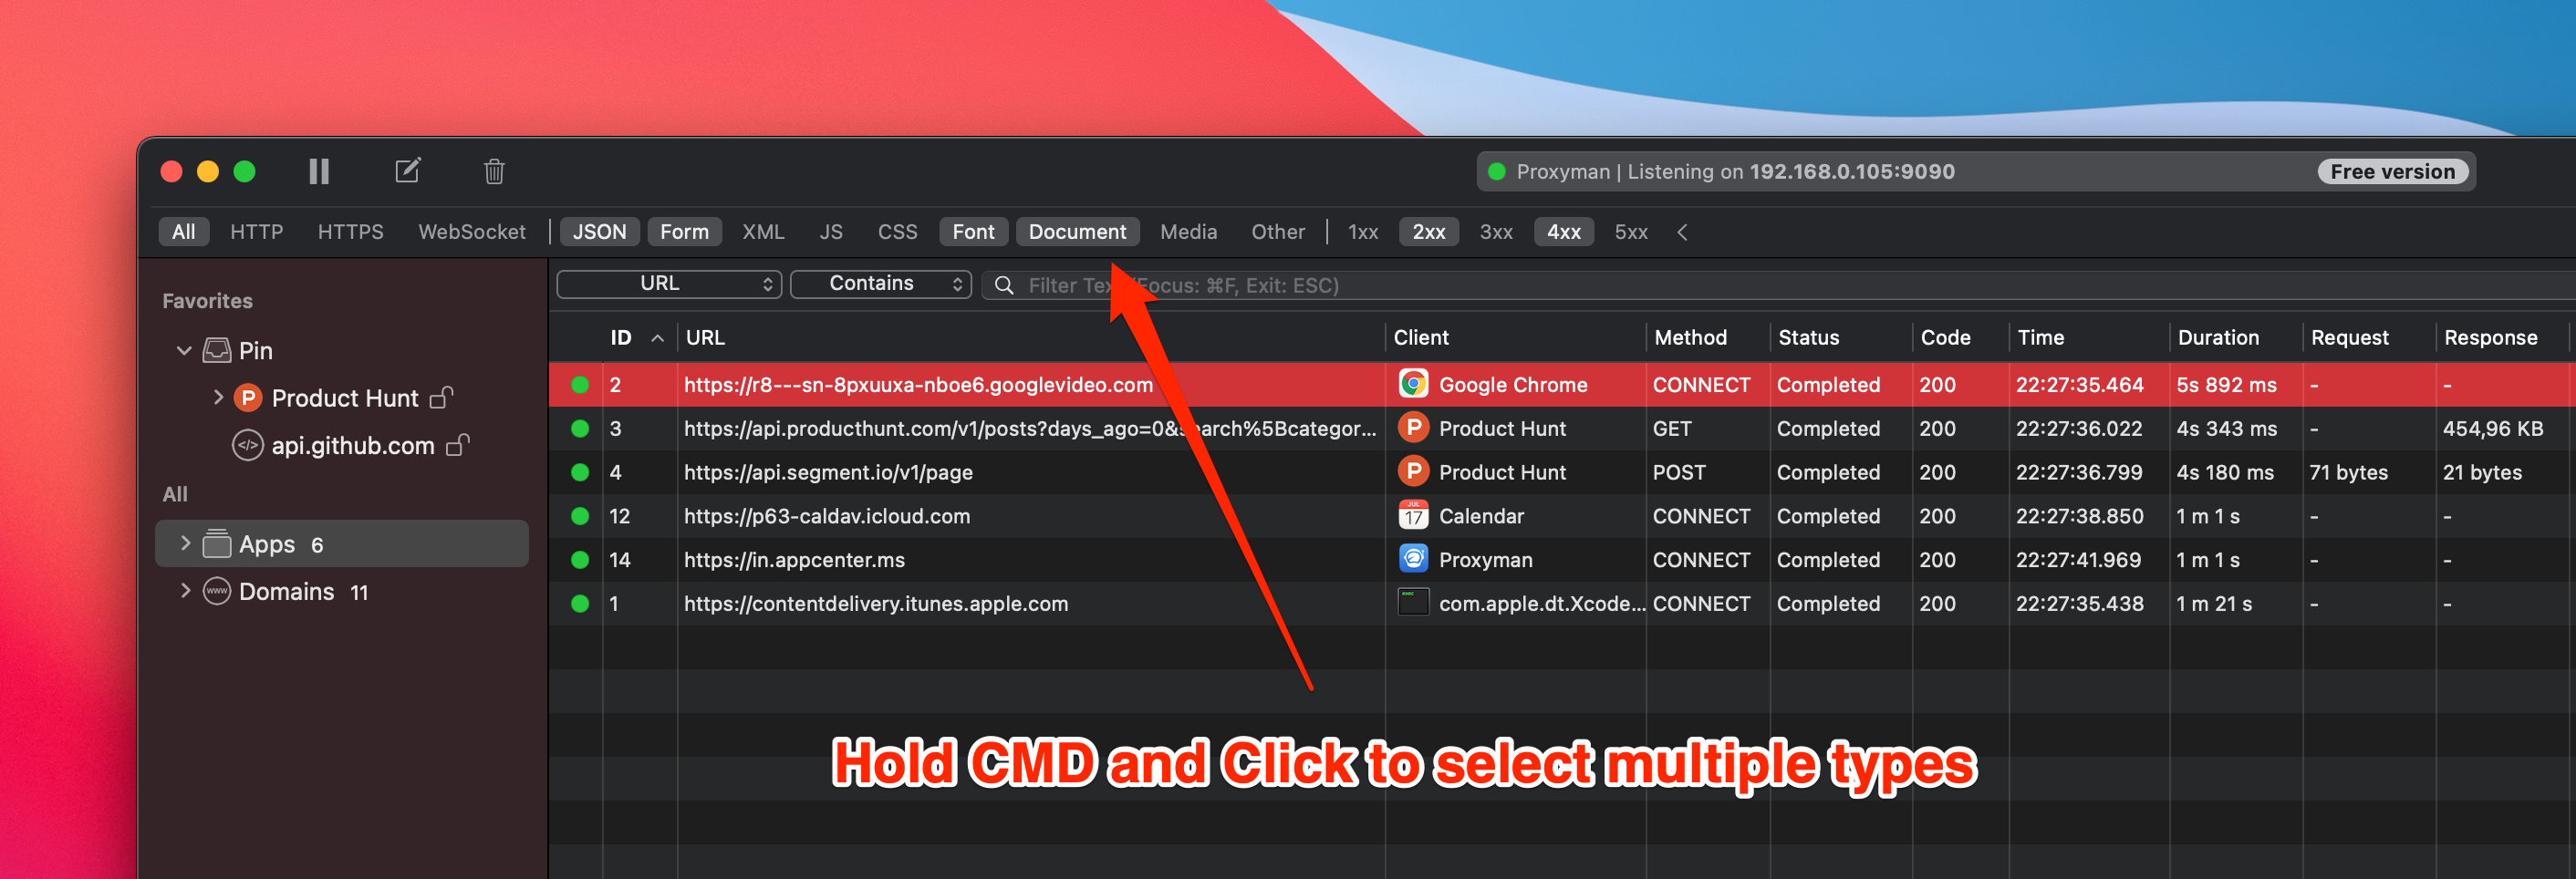 Proxyman | Listening on 192.168.0.105:9090 Free version
All HTTP HTTPS WebSocket JSON Form XML JS CSS Font Document Media Other 1xx 2xx 3xx 4xx 5xx <
Favorites
Pin
P Product Hunt
</> api.github.com
All
Apps 6
www Domains 11
URL Contains Filter Tex (Focus: ⌘F, Exit: ESC)
ID URL Client Method Status Code Time Duration Request Response
2 https://r8---sn-8pxuuxa-nboe6.googlevideo.com Google Chrome CONNECT Completed 200 22:27:35.464 5s 892 ms - -
3 https://api.producthunt.com/v1/posts?days_ago=0&search%5Bcategor... P Product Hunt GET Completed 200 22:27:36.022 4s 343 ms - 454,96 KB
4 https://api.segment.io/v1/page P Product Hunt POST Completed 200 22:27:36.799 4s 180 ms 71 bytes 21 bytes
12 https://p63-caldav.icloud.com JUL 17 Calendar CONNECT Completed 200 22:27:38.850 1 m 1 s - -
14 https://in.appcenter.ms Proxyman CONNECT Completed 200 22:27:41.969 1 m 1 s - -
1 https://contentdelivery.itunes.apple.com com.apple.dt.Xcode... CONNECT Completed 200 22:27:35.438 1 m 21 s - -
Hold CMD and Click to select multiple types